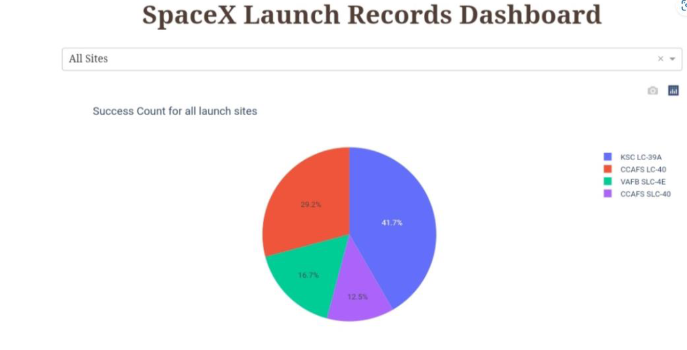 SpaceX Launch Records Dashboard
All Sites
Success Count for all launch sites
KSC LC-39A
CCAFS LC-40
VAFB SLC-4E
CCAFS SLC-40
29.2%
41.7%
16.7%
12.5%